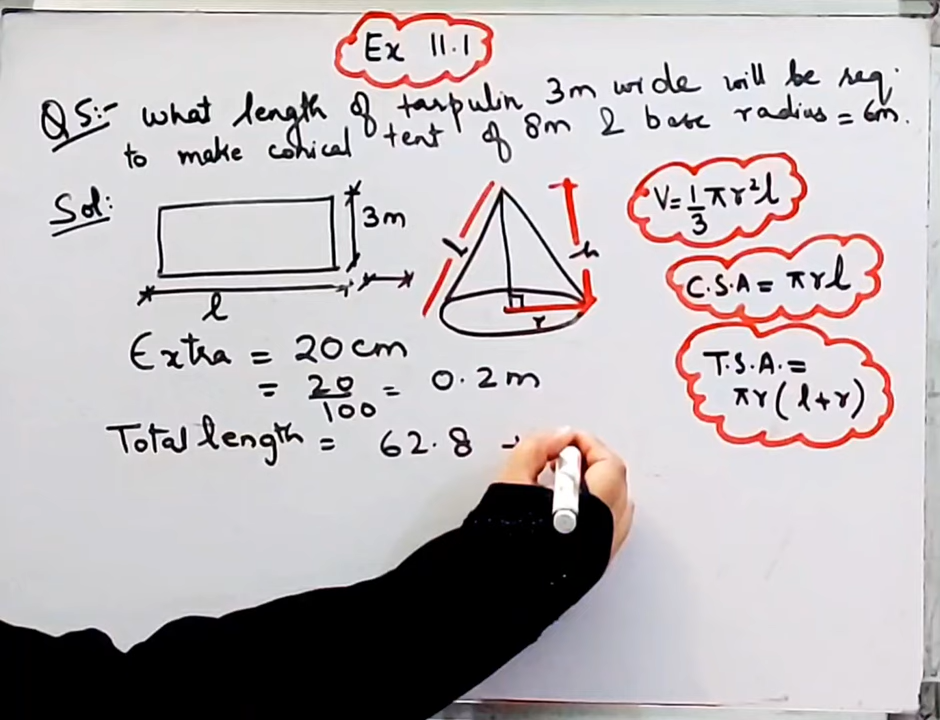 Ex 11.1
Q5:- what length of tarpulin 3m wide will be req.
to make conical tent of 8m & base radius = 6m.
Sol:
3m
l
l
h
r
V = 1/3 πr²l
C.S.A = πrl
T.S.A. =
πr(l+r)
Extra = 20cm
= 20/100 = 0.2m
Total length = 62.8